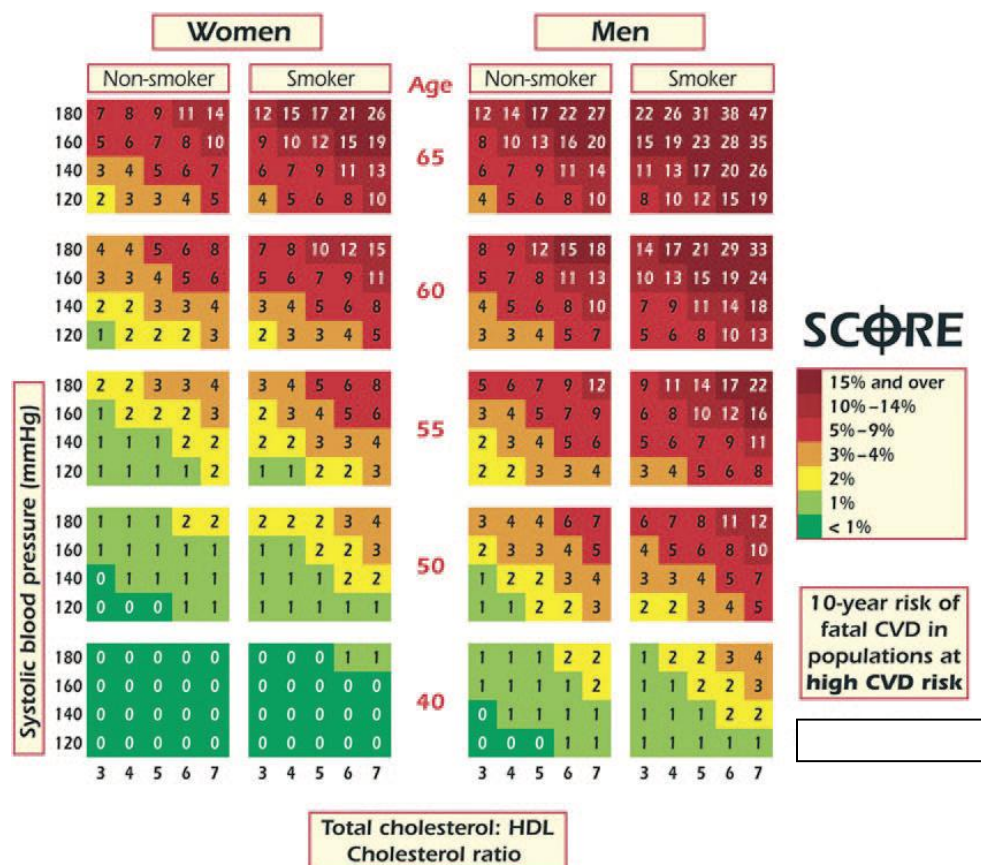 Women Men
Non-smoker Smoker Age Non-smoker Smoker
180 7 8 9 11 14 12 15 17 21 26 12 14 17 22 27 22 26 31 38 47
160 5 6 7 8 10 9 10 12 15 19 8 10 13 16 20 15 19 23 28 35
65
140 3 4 5 6 7 6 7 9 11 13 6 7 9 11 14 11 13 17 20 26
120 2 3 3 4 5 4 5 6 8 10 4 5 6 8 10 8 10 12 15 19
180 4 4 5 6 8 7 8 10 12 15 8 9 12 15 18 14 17 21 29 33
160 3 3 4 5 6 5 6 7 9 11 5 7 8 11 13 10 13 15 19 24
60
140 2 2 3 3 4 3 4 5 6 8 4 5 6 8 10 7 9 11 14 18
120 1 2 2 2 3 2 3 3 4 5 3 3 4 5 7 5 6 8 10 13
180 2 2 3 3 4 3 4 5 6 8 5 6 7 9 12 9 11 14 17 22
160 1 2 2 2 3 2 3 4 5 6 3 4 5 7 9 6 8 10 12 16
55
140 1 1 1 2 2 2 2 3 3 4 2 3 4 5 6 5 6 7 9 11
120 1 1 1 1 2 1 1 2 2 3 2 2 3 3 4 3 4 5 6 8
180 1 1 1 2 2 2 2 2 3 4 3 4 4 6 7 6 7 8 11 12
160 1 1 1 1 1 1 1 2 2 3 2 3 3 4 5 4 5 6 8 10
50
140 0 1 1 1 1 1 1 1 2 2 1 2 2 3 4 3 3 4 5 7
120 0 0 0 1 1 1 1 1 1 1 1 1 2 2 3 2 2 3 4 5
180 0 0 0 0 0 0 0 0 1 1 1 1 1 2 2 1 2 2 3 4
160 0 0 0 0 0 0 0 0 0 0 1 1 1 1 2 1 1 2 2 3
40
140 0 0 0 0 0 0 0 0 0 0 0 1 1 1 1 1 1 1 2 2
120 0 0 0 0 0 0 0 0 0 0 0 0 0 1 1 1 1 1 1 1
3 4 5 6 7 3 4 5 6 7 3 4 5 6 7 3 4 5 6 7
Systolic blood pressure (mmHg)
Total cholesterol: HDL
Cholesterol ratio
SCORE
15% and over
10%–14%
5%–9%
3%–4%
2%
1%
< 1%
10-year risk of
fatal CVD in
populations at
high CVD risk